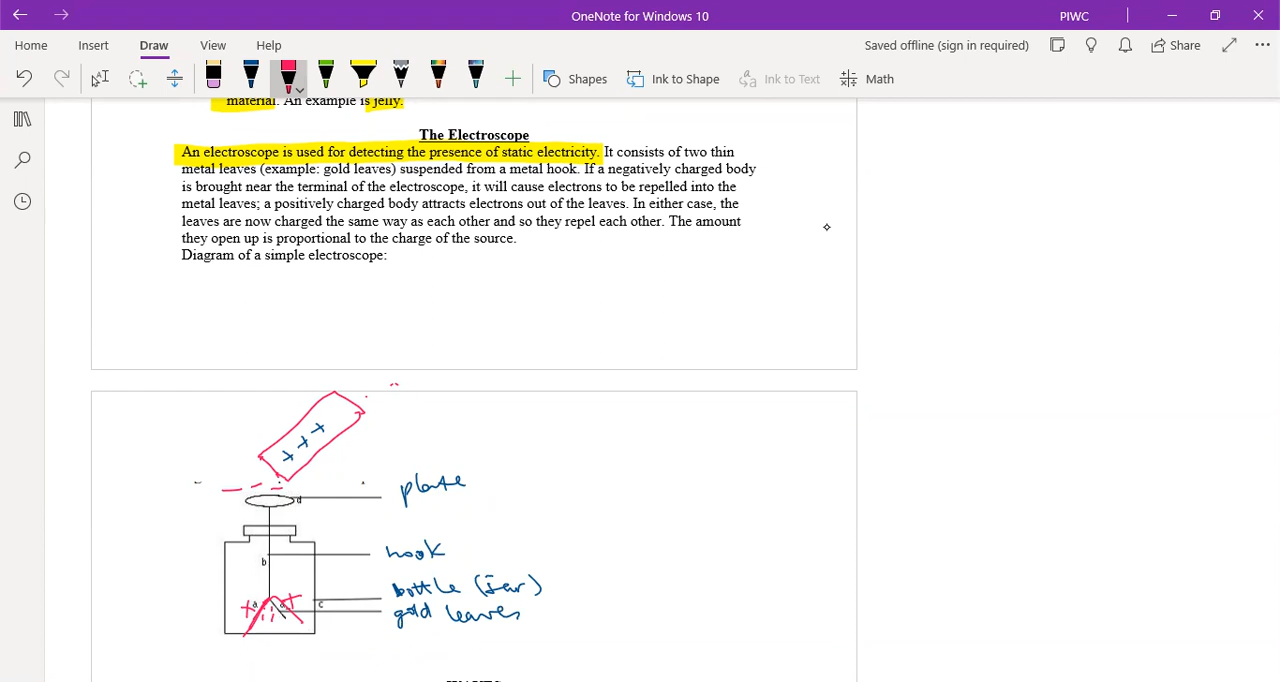 OneNote for Windows 10
PIWC
Home Insert Draw View Help
Saved offline (sign in required)
Share
Shapes
Ink to Shape
Ink to Text
Math
material. An example is jelly.
The Electroscope
An electroscope is used for detecting the presence of static electricity. It consists of two thin
metal leaves (example: gold leaves) suspended from a metal hook. If a negatively charged body
is brought near the terminal of the electroscope, it will cause electrons to be repelled into the
metal leaves; a positively charged body attracts electrons out of the leaves. In either case, the
leaves are now charged the same way as each other and so they repel each other. The amount
they open up is proportional to the charge of the source.
Diagram of a simple electroscope:
+ + +
d
plate
b
hook
bottle (Jar)
+ a a + c
gold leaves